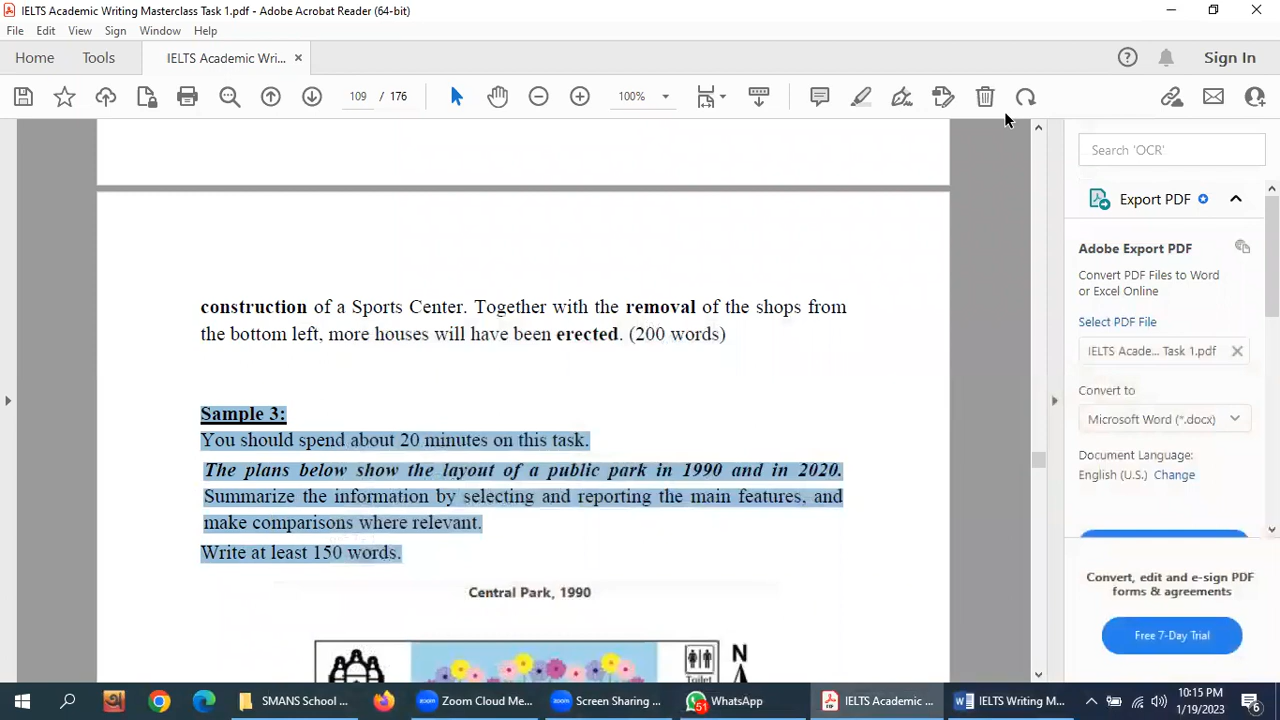 IELTS Academic Writing Masterclass Task 1.pdf - Adobe Acrobat Reader (64-bit)
File Edit View Sign Window Help
Home Tools IELTS Academic Wri... Sign In
109 / 176 100%
Search 'OCR'
Export PDF
Adobe Export PDF
Convert PDF Files to Word
or Excel Online
Select PDF File
IELTS Acade... Task 1.pdf
Convert to
Microsoft Word (*.docx)
Document Language:
English (U.S.) Change
Convert, edit and e-sign PDF
forms & agreements
Free 7-Day Trial
construction of a Sports Center. Together with the removal of the shops from
the bottom left, more houses will have been erected. (200 words)
Sample 3:
You should spend about 20 minutes on this task.
The plans below show the layout of a public park in 1990 and in 2020.
Summarize the information by selecting and reporting the main features, and
make comparisons where relevant.
Write at least 150 words.
Central Park, 1990
Toilet
N
SMANS School ... Zoom Cloud Me... Screen Sharing ... 51 WhatsApp IELTS Academic ... IELTS Writing M...
10:15 PM
1/19/2023
6